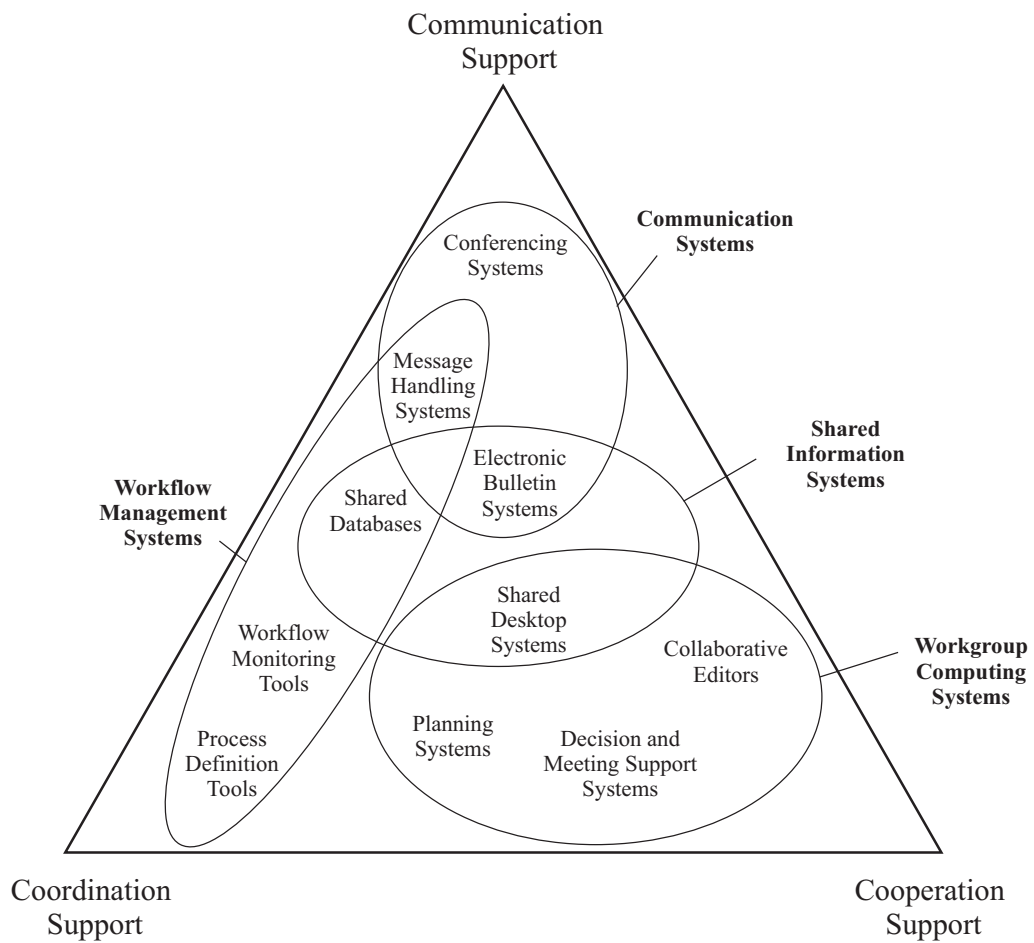 Communication
Support
Communication
Systems
Conferencing
Systems
Message
Handling
Systems
Shared
Information
Systems
Electronic
Bulletin
Systems
Shared
Databases
Workflow
Management
Systems
Shared
Desktop
Systems
Workflow
Monitoring
Tools
Collaborative
Editors
Workgroup
Computing
Systems
Planning
Systems
Decision and
Meeting Support
Systems
Process
Definition
Tools
Coordination
Support
Cooperation
Support